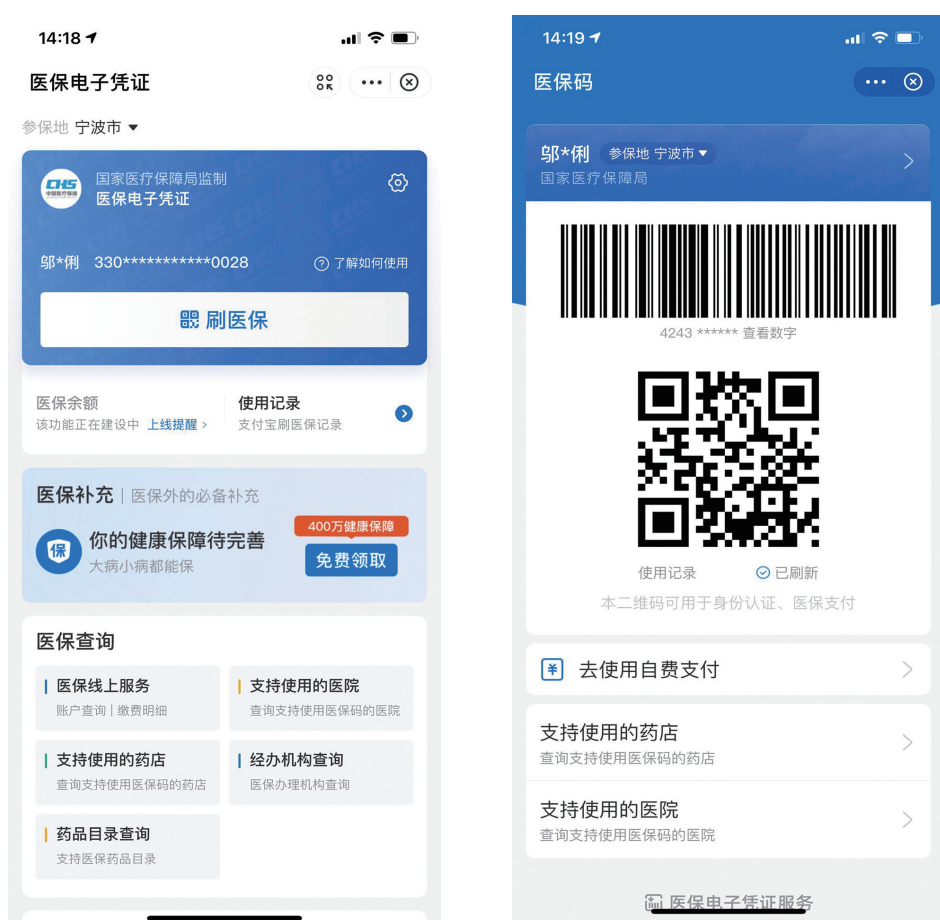 14:18
医保电子凭证
参保地 宁波市
CHS
中国医疗保障
国家医疗保障局监制
医保电子凭证
邬*俐 330***********0028
了解如何使用
刷医保
医保余额
该功能正在建设中 上线提醒 >
使用记录
支付宝刷医保记录
医保补充 | 医保外的必备补充
保
你的健康保障待完善
大病小病都能保
400万健康保障
免费领取
医保查询
医保线上服务
账户查询 | 缴费明细
支持使用的医院
查询支持使用医保码的医院
支持使用的药店
查询支持使用医保码的药店
经办机构查询
医保办理机构查询
药品目录查询
支持医保药品目录
14:19
医保码
邬*俐 参保地 宁波市
国家医疗保障局
4243 ****** 查看数字
使用记录
已刷新
本二维码可用于身份认证、医保支付
¥ 去使用自费支付
支持使用的药店
查询支持使用医保码的药店
支持使用的医院
查询支持使用医保码的医院
医保电子凭证服务